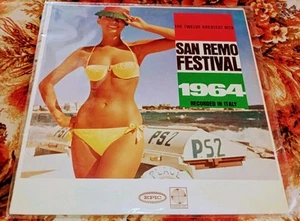 THE TWELVE GREATEST HITS
SAN REMO
FESTIVAL
1964
RECORDED IN ITALY
PS2
PS2
EPIC